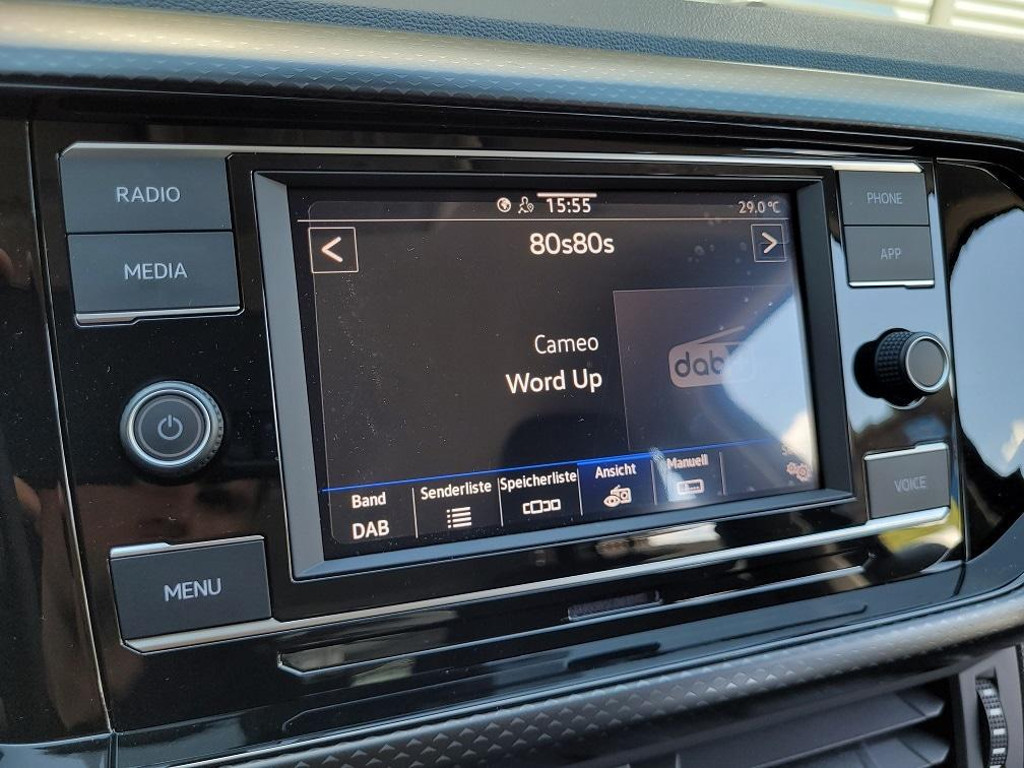 RADIO
MEDIA
MENU
15:55
29.0 °C
<
80s80s
>
Cameo
Word Up
dab
Band
DAB
Senderliste
Speicherliste
Ansicht
Manuell
PHONE
APP
VOICE